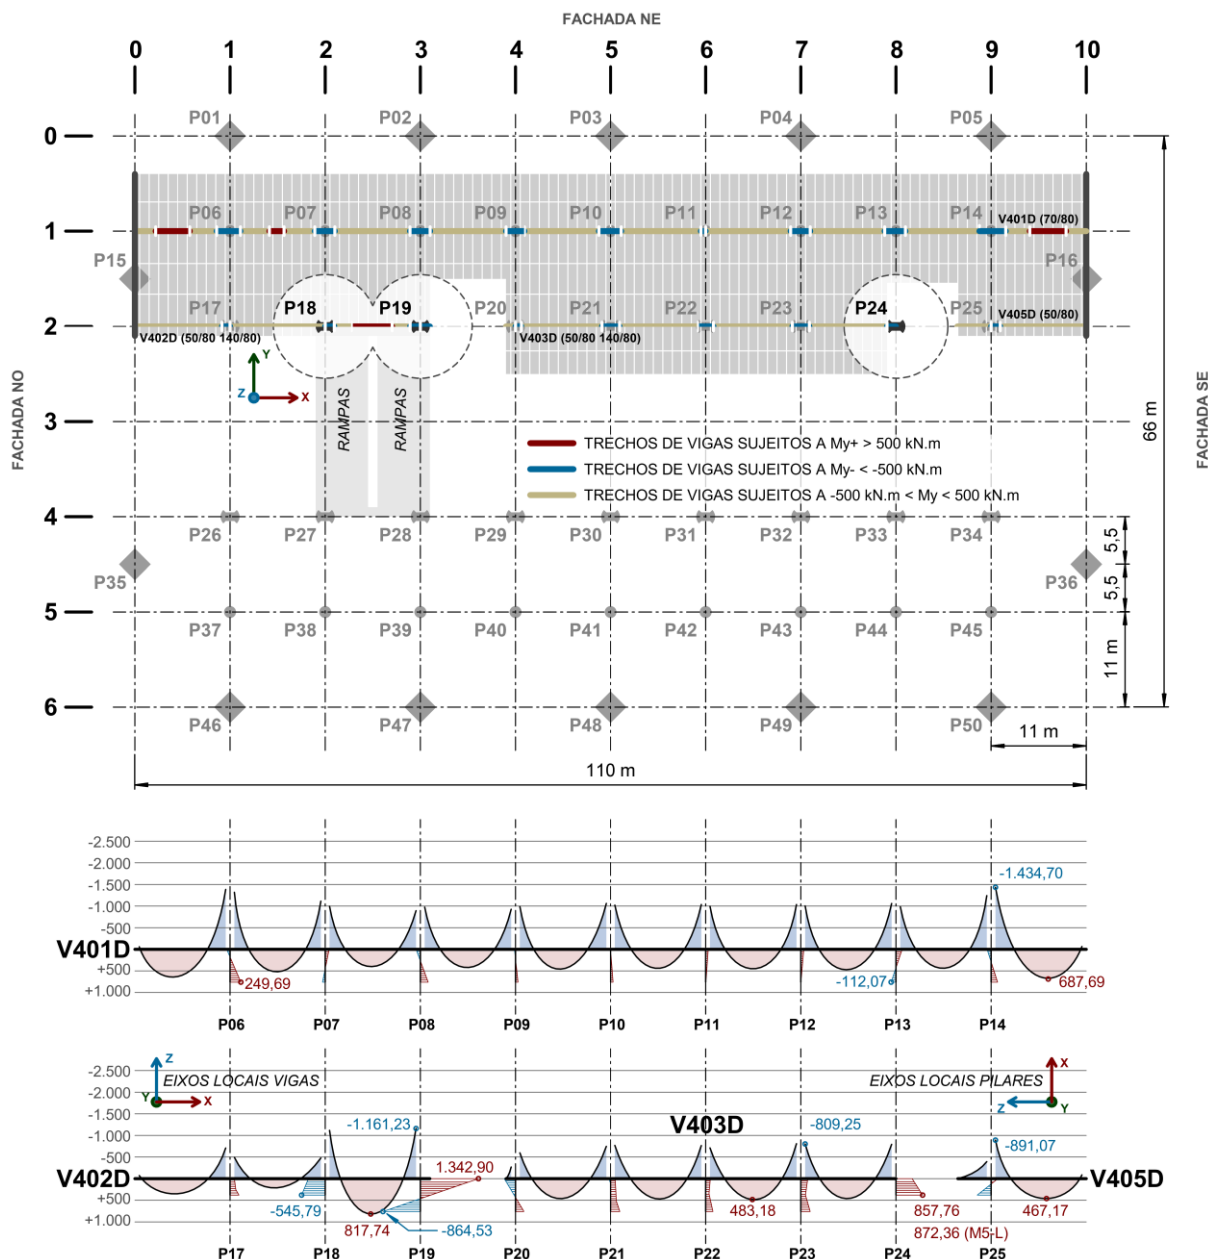 FACHADA NE
0 1 2 3 4 5 6 7 8 9 10
P01 P02 P03 P04 P05
0
P06 P07 P08 P09 P10 P11 P12 P13 P14 V401D (70/80)
1
P15 P16
P17 P18 P19 P20 P21 P22 P23 P24 P25 V405D (50/80)
2
V402D (50/80 140/80) V403D (50/80 140/80)
Y
Z X
FACHADA NO
RAMPAS RAMPAS
66 m
FACHADA SE
3
TRECHOS DE VIGAS SUJEITOS A My+ > 500 kN.m
TRECHOS DE VIGAS SUJEITOS A My- < -500 kN.m
TRECHOS DE VIGAS SUJEITOS A -500 kN.m < My < 500 kN.m
4
P26 P27 P28 P29 P30 P31 P32 P33 P34
5,5
P35 P36
5,5
5
P37 P38 P39 P40 P41 P42 P43 P44 P45
11 m
6
P46 P47 P48 P49 P50
11 m
110 m
-2.500
-2.000
-1.500
-1.434,70
-1.000
-500
V401D
+500
249,69 -112,07 687,69
+1.000
P06 P07 P08 P09 P10 P11 P12 P13 P14
Z
-2.500
EIXOS LOCAIS VIGAS
Y X
EIXOS LOCAIS PILARES
X
Z Y
-2.000
-1.500
-1.161,23 V403D -809,25
-1.000
-891,07
-500
1.342,90
V402D V405D
+500
-545,79 483,18 857,76 467,17
+1.000
817,74 -864,53 872,36 (M5-L)
P17 P18 P19 P20 P21 P22 P23 P24 P25